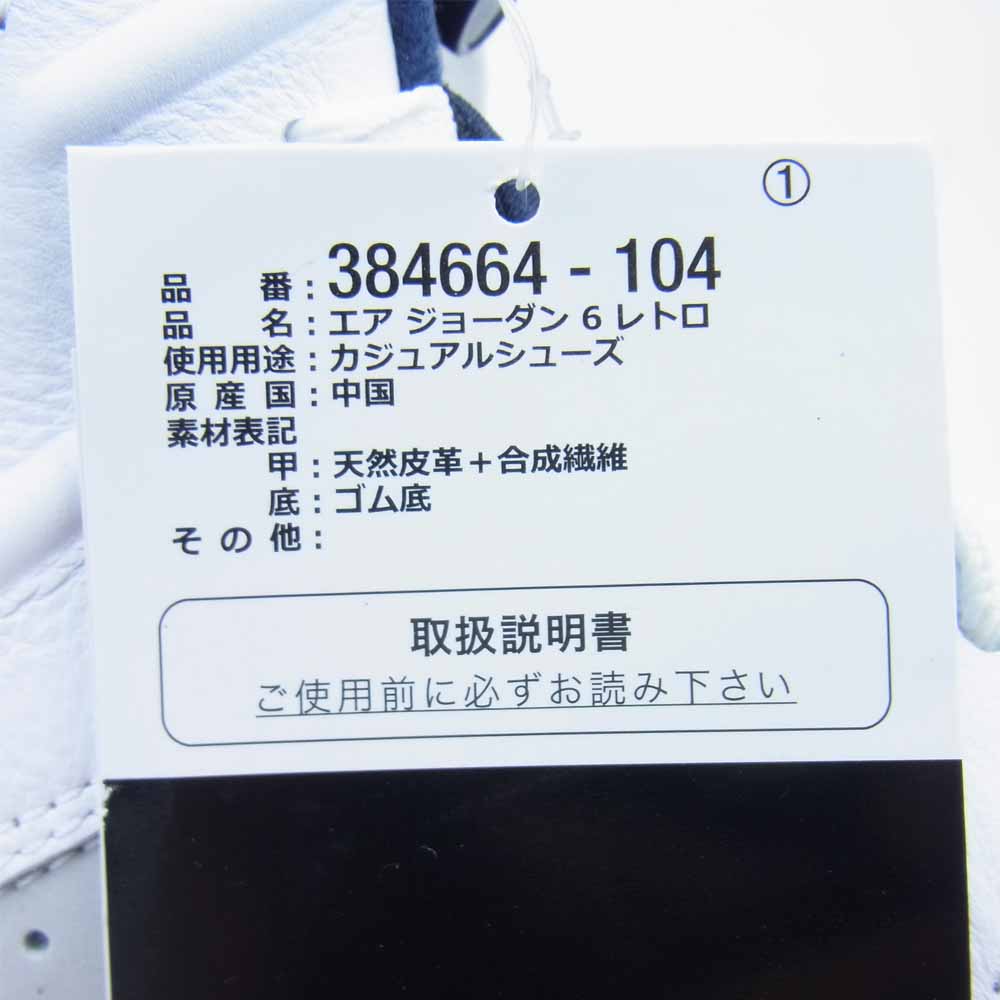 ①
品番：384664 - 104
品名：エア ジョーダン 6 レトロ
使用用途：カジュアルシューズ
原産国：中国
素材表記
甲：天然皮革＋合成繊維
底：ゴム底
その他：
取扱説明書
ご使用前に必ずお読み下さい